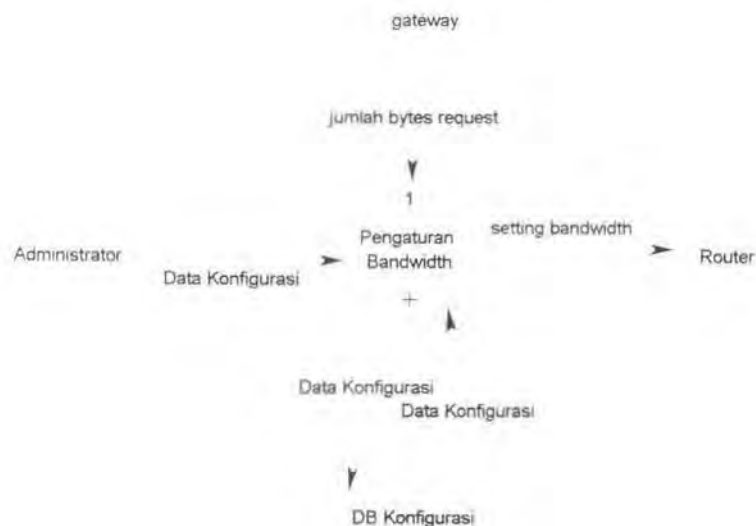 gateway
jumlah bytes request
1
Pengaturan
Bandwidth
+
setting bandwidth
Administrator
Data Konfigurasi
Router
Data Konfigurasi
Data Konfigurasi
DB Konfigurasi